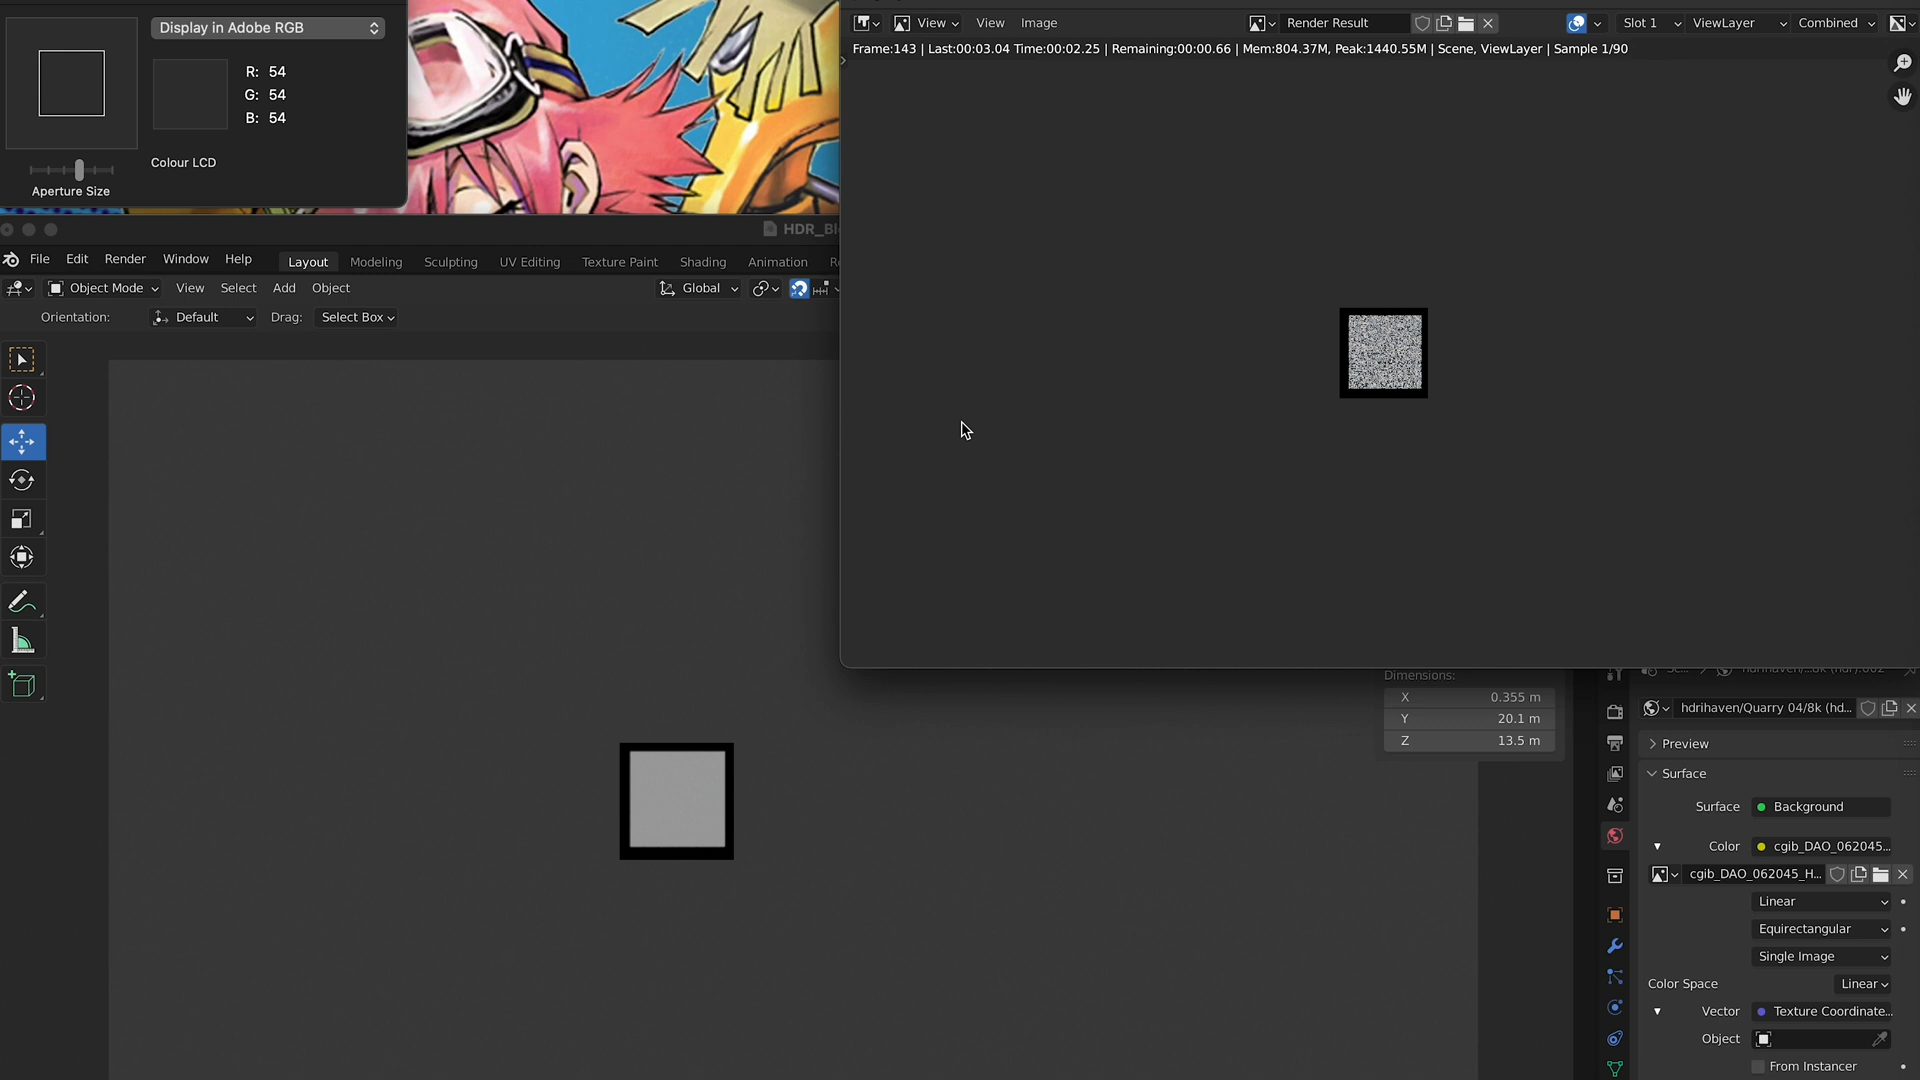 Display in Adobe RGB
R: 54
G: 54
B: 54
Colour LCD
Aperture Size
View
View
Image
Render Result
Slot 1
ViewLayer
Combined
Frame:143 | Last:00:03.04 Time:00:02.25 | Remaining:00:00.66 | Mem:804.37M, Peak:1440.55M | Scene, ViewLayer | Sample 1/90
HDR_Bl
File Edit Render Window Help
Layout Modeling Sculpting UV Editing Texture Paint Shading Animation
Object Mode View Select Add Object Global
Orientation: Default Drag: Select Box
Dimensions:
X 0.355 m
Y 20.1 m
Z 13.5 m
hdrihaven/Quarry 04/8k (hd...
Preview
Surface
Surface Background
Color cgib_DAO_062045...
cgib_DAO_062045_H...
Linear
Equirectangular
Single Image
Color Space Linear
Vector Texture Coordinate...
Object
From Instancer